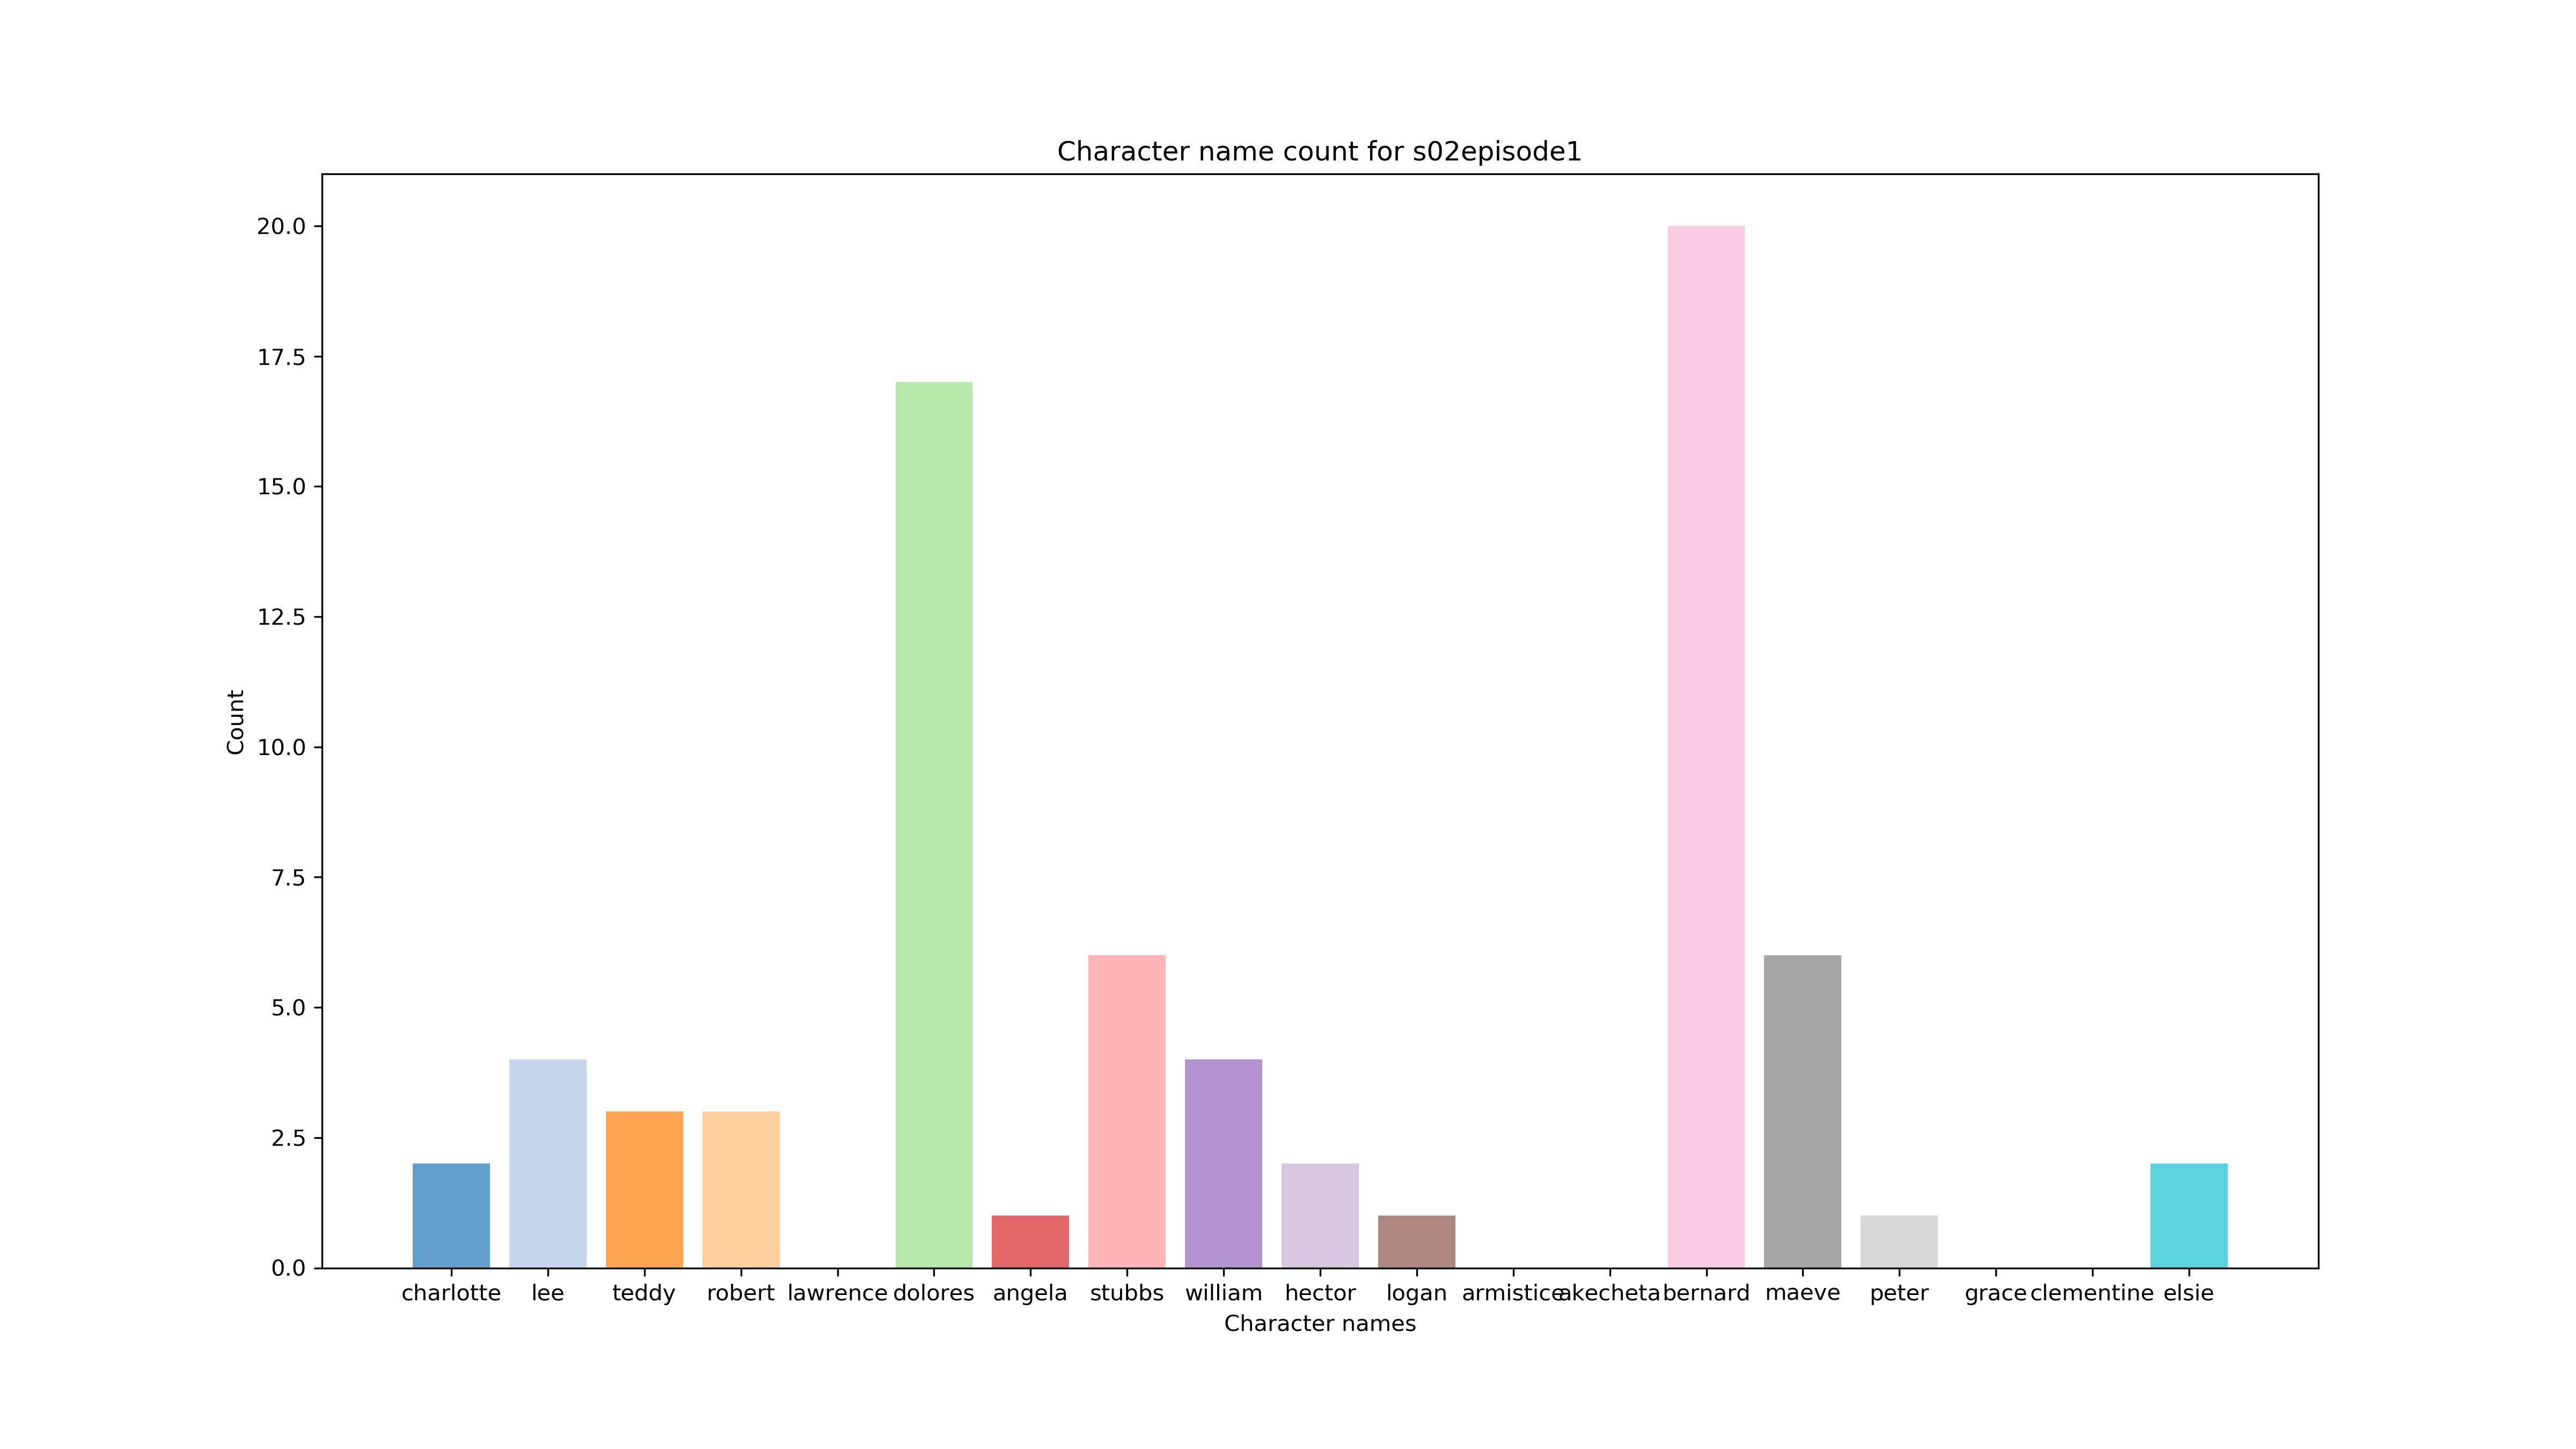 Character name count for s02episode1
20.0
17.5
15.0
12.5
10.0
7.5
5.0
2.5
0.0
Count
charlotte lee teddy robert lawrence dolores angela stubbs william hector logan armistice akecheta bernard maeve peter grace clementine elsie
Character names